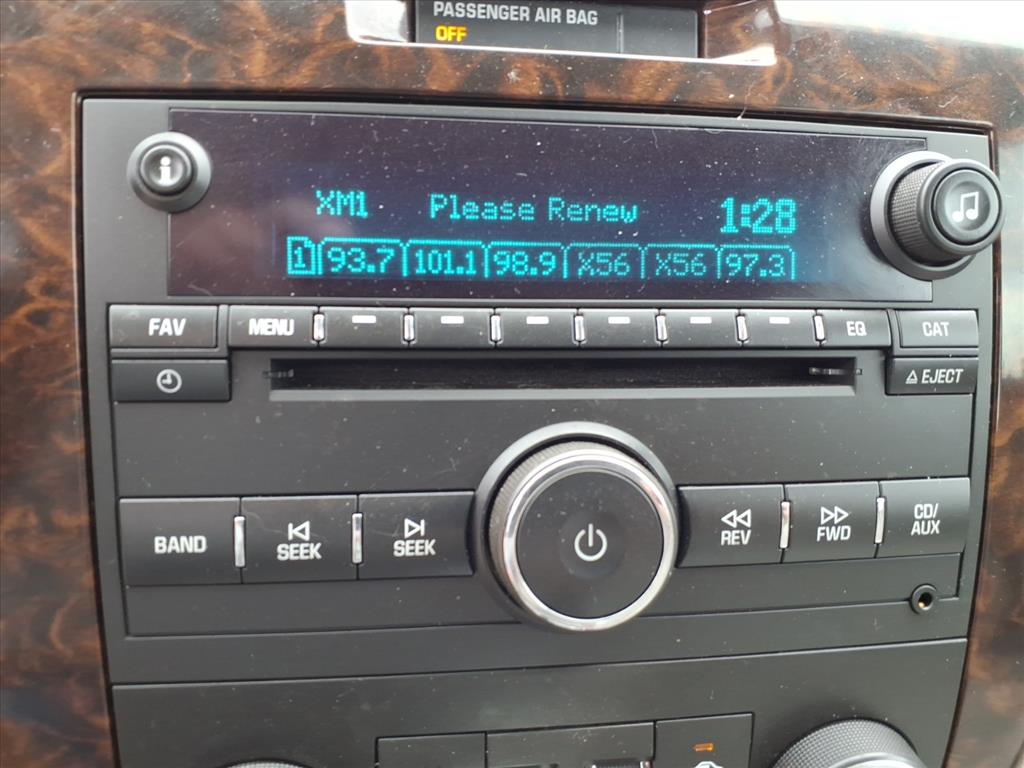 PASSENGER AIR BAG
OFF
i
XM1 Please Renew 1:28
1 93.7 101.1 98.9 X56 X56 97.3
FAV MENU EQ CAT
EJECT
BAND SEEK SEEK REV FWD CD/
AUX